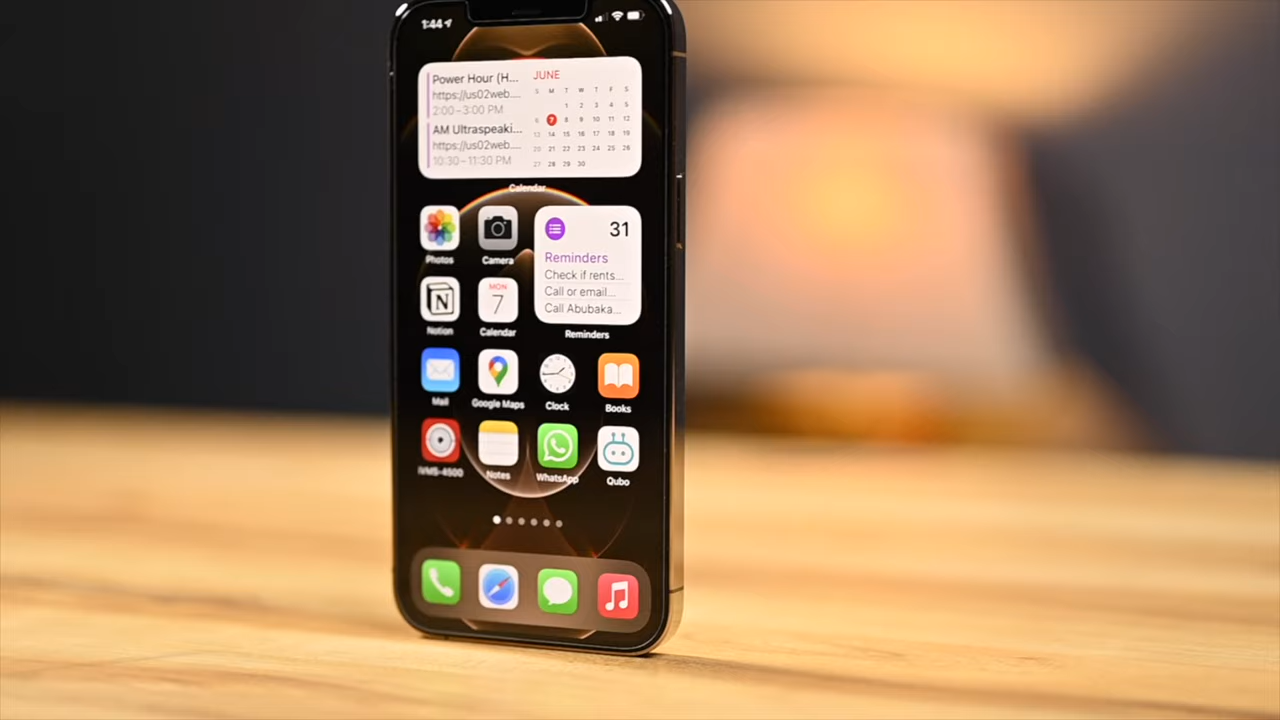 1:44
Power Hour (H...
https://us02web....
2:00–3:00 PM
AM Ultraspeaki...
https://us02web....
10:30–11:30 PM
JUNE
S M T W T F S
1 2 3 4 5
6 7 8 9 10 11 12
13 14 15 16 17 18 19
20 21 22 23 24 25 26
27 28 29 30
Calendar
31
Reminders
Check if rents...
Call or email...
Call Abubaka...
Reminders
Photos
Camera
N
MON
7
Notion
Calendar
Mail
Google Maps
Clock
Books
iVMS-4500
Notes
WhatsApp
Qubo